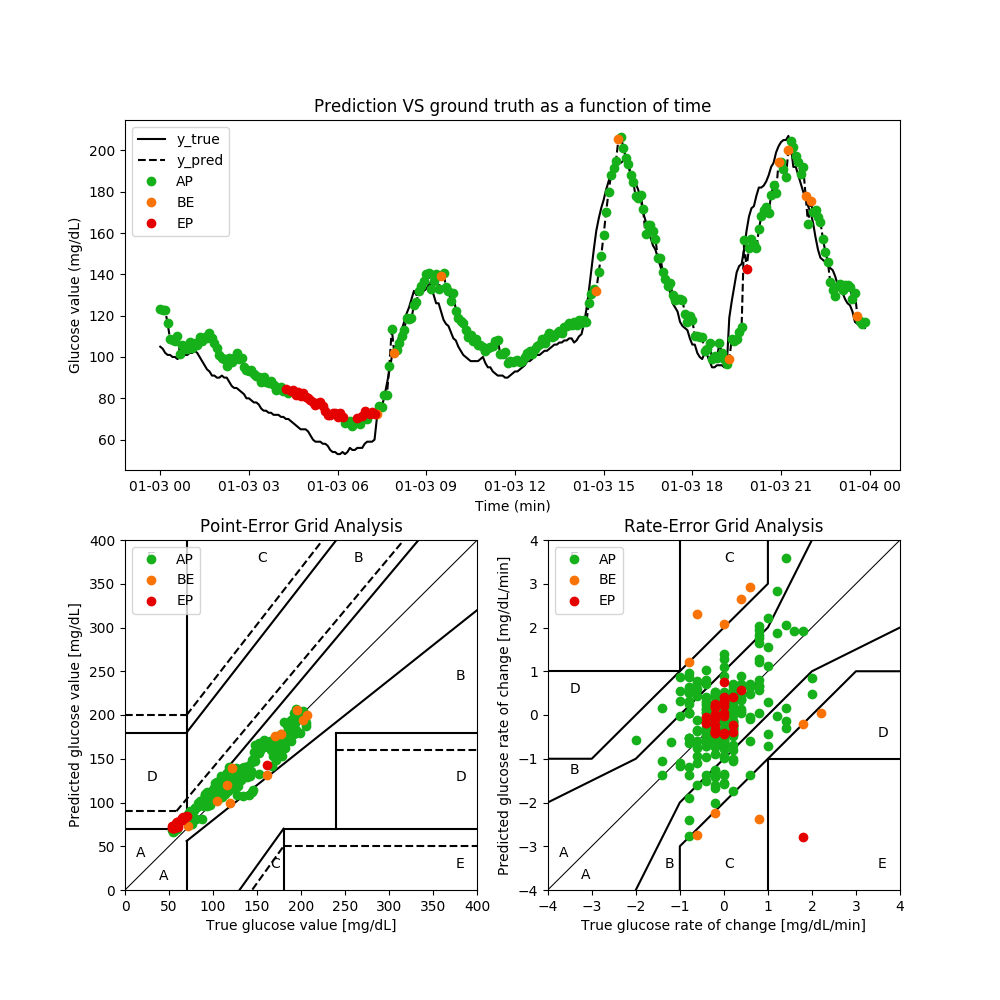 Prediction VS ground truth as a function of time
Glucose value (mg/dL)
200
180
160
140
120
100
80
60
y_true
y_pred
AP
BE
EP
01-03 00 01-03 03 01-03 06 01-03 09 01-03 12 01-03 15 01-03 18 01-03 21 01-04 00
Time (min)
Point-Error Grid Analysis
Predicted glucose value [mg/dL]
400
350
300
250
200
150
100
50
0
AP
BE
EP
C
B
B
D
D
A
A
C
E
0 50 100 150 200 250 300 350 400
True glucose value [mg/dL]
Rate-Error Grid Analysis
Predicted glucose rate of change [mg/dL/min]
4
3
2
1
0
−1
−2
−3
−4
AP
BE
EP
C
D
D
B
A
A
B
C
E
−4 −3 −2 −1 0 1 2 3 4
True glucose rate of change [mg/dL/min]